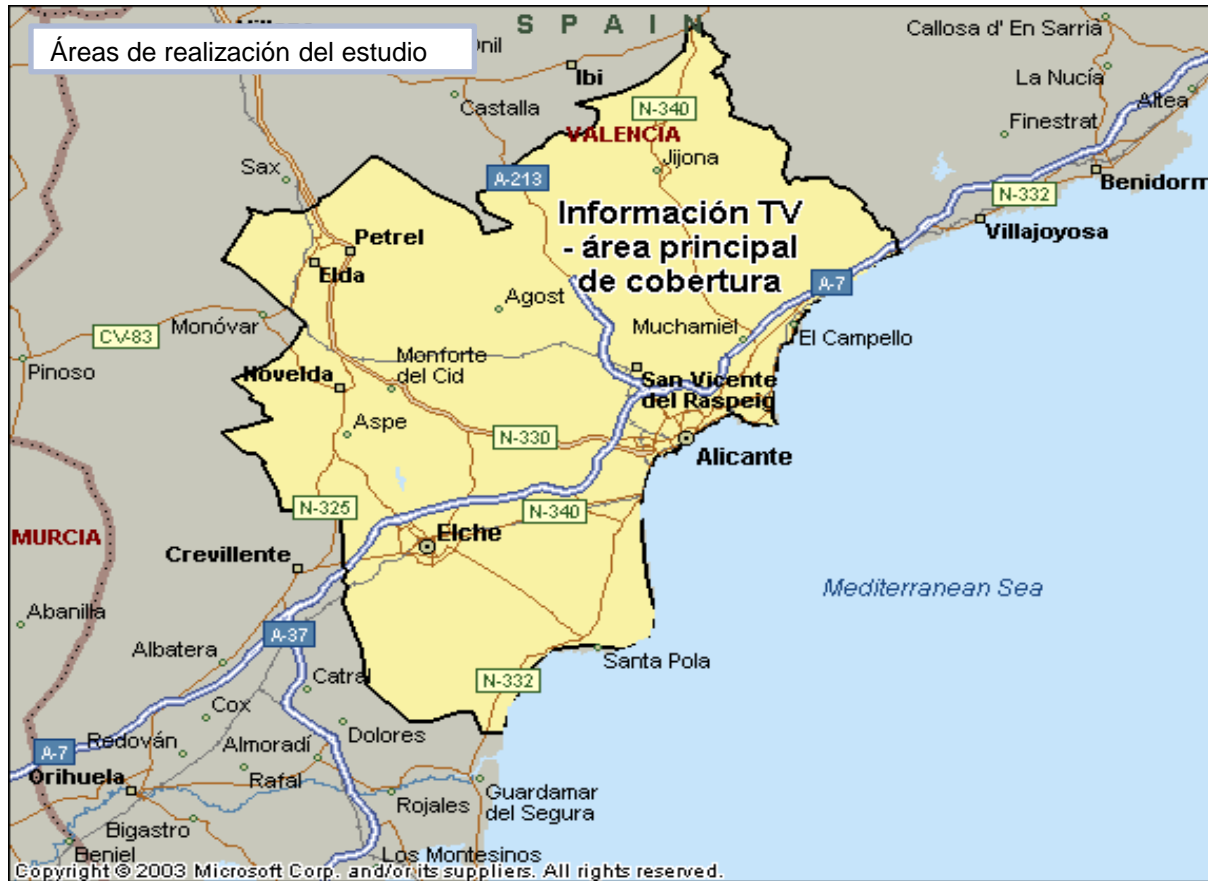 S P A I N
Áreas de realización del estudio
Onil
Ibi
Castalla
Callosa d' En Sarriá
La Nucía
Altea
Finestrat
N-340
VALENCIA
Jijona
Sax
A-213
Benidorm
N-332
Villajoyosa
Información TV
- área principal
de cobertura
Petrel
Elda
A-7
Agost
Monóvar
Muchamiel
El Campello
CV-83
Pinoso
Monforte
del Cid
Novelda
San Vicente
del Raspeig
Aspe
N-330
Alicante
N-325
N-340
MURCIA
Elche
Crevillente
Mediterranean Sea
Abanilla
A-37
Albatera
Santa Pola
Catral
N-332
Cox
Dolores
Redován
Almoradí
A-7
Orihuela
Rafal
Rojales
Guardamar
del Segura
Bigastro
Beniel
Los Montesinos
Copyright © 2003 Microsoft Corp. and/or its suppliers. All rights reserved.